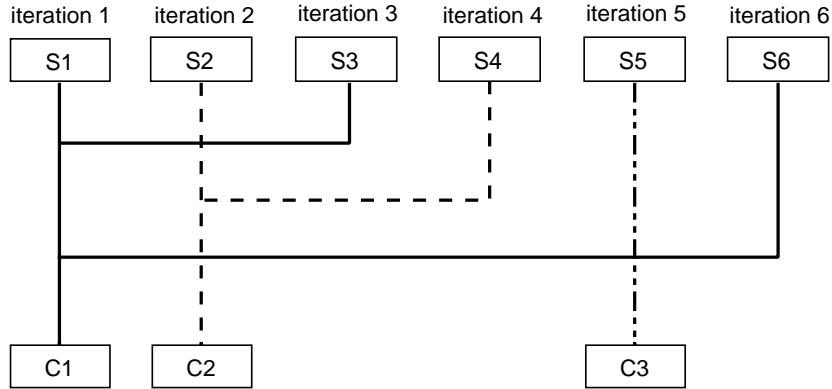 iteration 1 iteration 2 iteration 3 iteration 4 iteration 5 iteration 6
S1 S2 S3 S4 S5 S6
C1 C2 C3